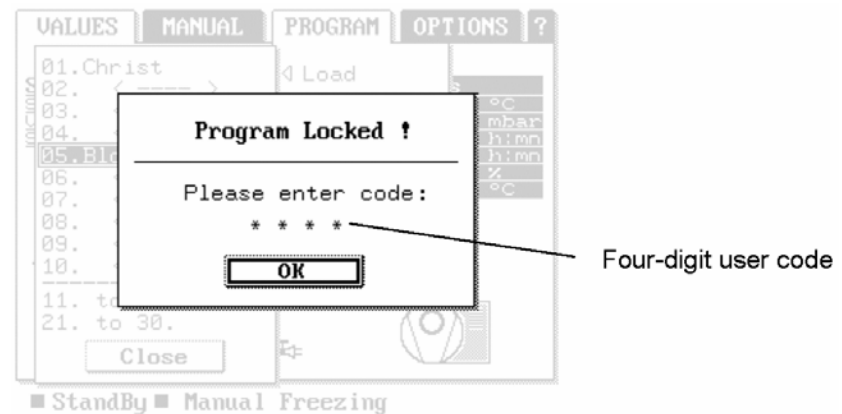 VALUES MANUAL PROGRAM OPTIONS ?
01.Christ
Load
02. < ---- >
03.
04.
05.Blo
06.
07.
08.
09.
10.
11. to
21. to 30.
Close
s
°C
mbar
h:mn
h:mn
%
°C
Program Locked !
Please enter code:
* * * *
OK
Four-digit user code
■ StandBy ■ Manual Freezing